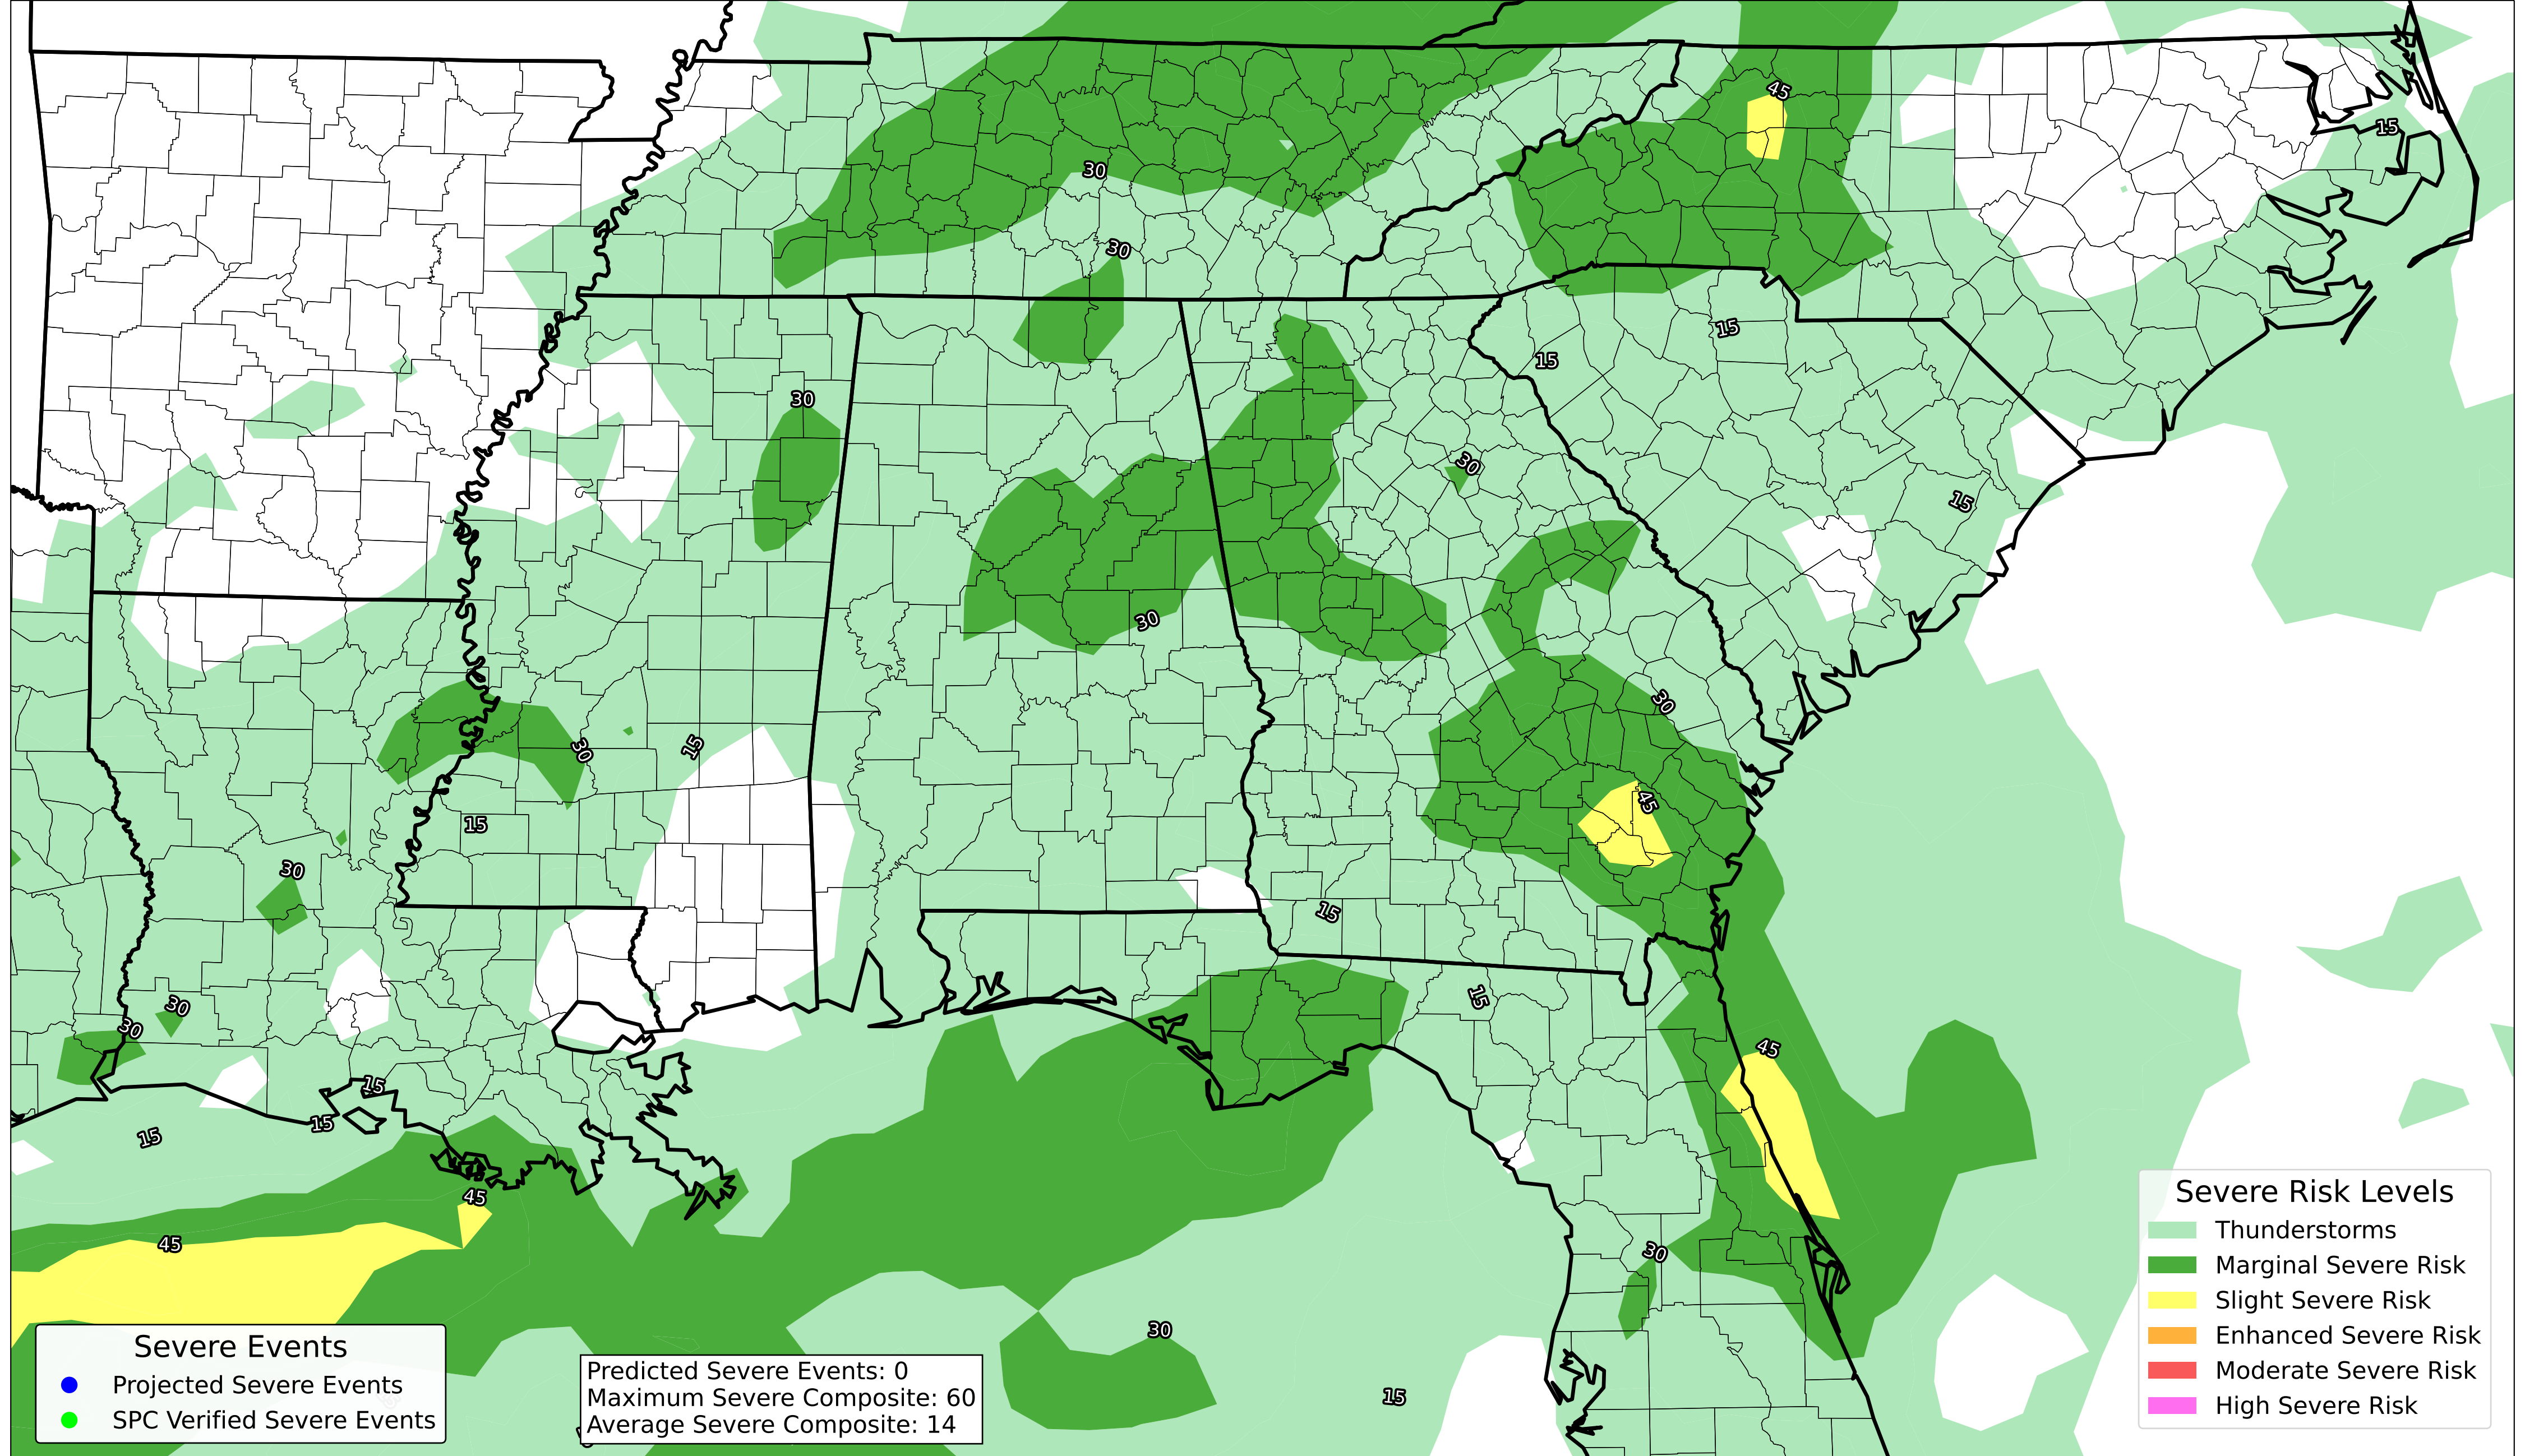 45
15
30
30
15
15
30
30
15
30
30
30
15
30
45
15
30
15
15
30
30
45
15
15
15
45
45
30
30
15
Severe Risk Levels
Thunderstorms
Marginal Severe Risk
Slight Severe Risk
Enhanced Severe Risk
Moderate Severe Risk
High Severe Risk
Severe Events
Projected Severe Events
SPC Verified Severe Events
Predicted Severe Events: 0
Maximum Severe Composite: 60
Average Severe Composite: 14